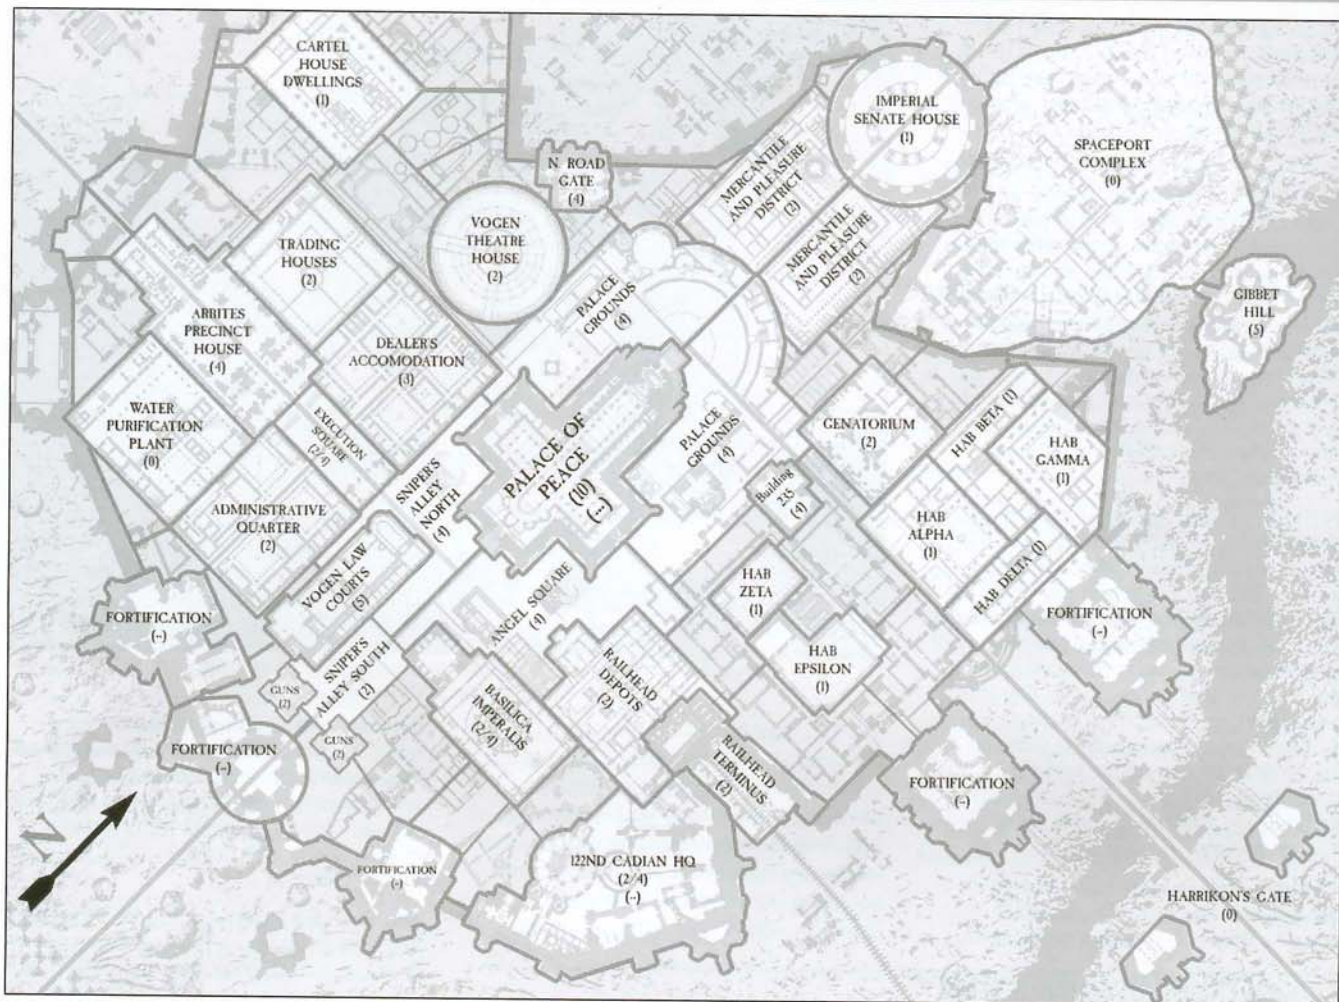 CARTEL
HOUSE
DWELLINGS
(1)
N. ROAD
GATE
(4)
MERCANTILE
AND PLEASURE
DISTRICT
(2)
IMPERIAL
SENATE HOUSE
(1)
SPACEPORT
COMPLEX
(0)
TRADING
HOUSES
(2)
VOGEN
THEATRE
HOUSE
(2)
PALACE
GROUNDS
(4)
MERCANTILE
AND PLEASURE
DISTRICT
(2)
GIBBET
HILL
(5)
ARBITES
PRECINCT
HOUSE
(4)
DEALER'S
ACCOMODATION
(3)
WATER
PURIFICATION
PLANT
(0)
EXECUTION
SQUARE
(2/4)
SNIPER'S
ALLEY
NORTH
(4)
PALACE OF
PEACE
(10)
PALACE
GROUNDS
(4)
GENATORIUM
(2)
HAB BETA (1)
HAB
GAMMA
(1)
Building
235
(4)
ADMINISTRATIVE
QUARTER
(2)
HAB
ALPHA
(1)
VOGEN LAW
COURTS
(5)
ANGEL SQUARE
(4)
HAB
ZETA
(1)
HAB DELTA (1)
FORTIFICATION
(--)
FORTIFICATION
(--)
HAB
EPSILON
(1)
SNIPER'S
ALLEY SOUTH
(2)
RAILHEAD
DEPOTS
(2)
GUNS
(2)
BASILICA
IMPERALIS
(2/4)
GUNS
(2)
FORTIFICATION
(--)
RAILHEAD
TERMINUS
(2)
FORTIFICATION
(--)
N
FORTIFICATION
(--)
122ND CADIAN HQ
(2/4)
(--)
HARRIKON'S GATE
(0)